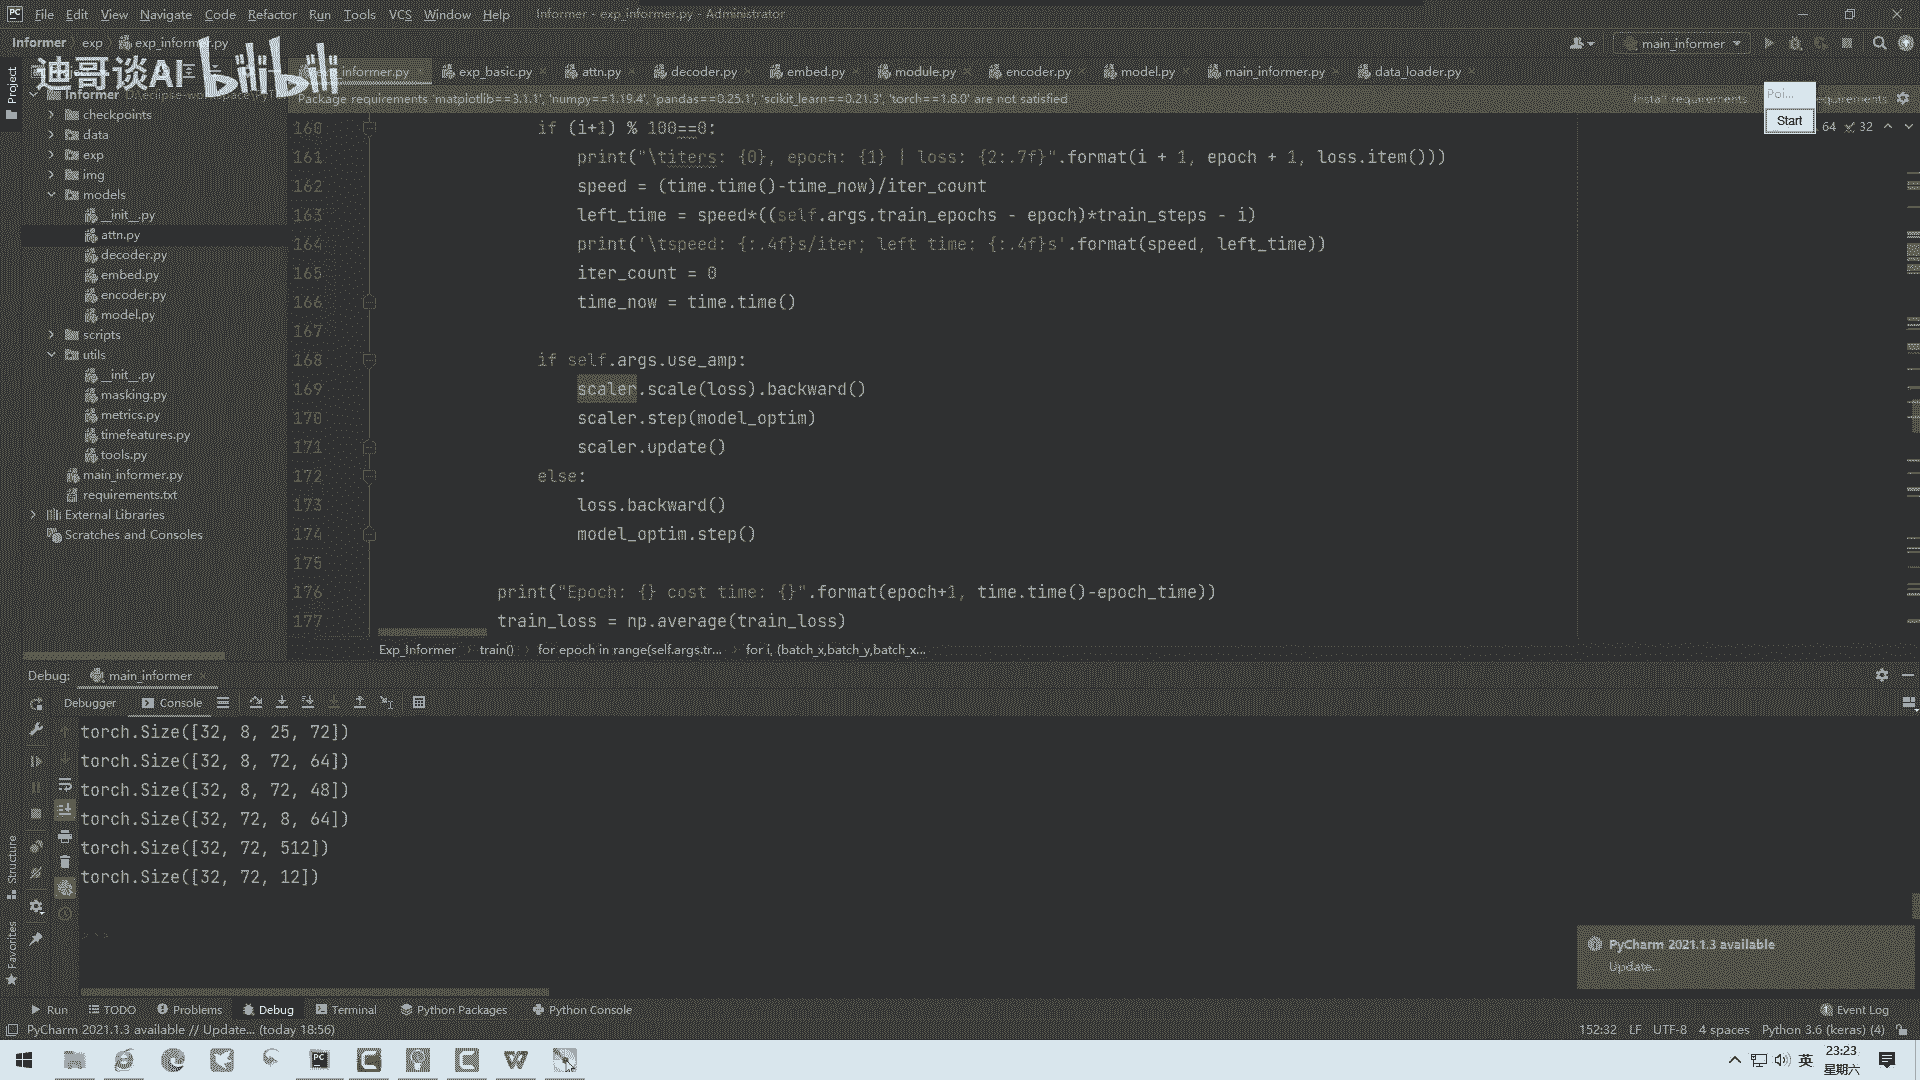 File Edit View Navigate Code Refactor Run Tools VCS Window Help Informer - exp_informer.py - Administrator
Informer exp exp_informer.py main_informer
迪哥谈AI bilibili
informer.py exp_basic.py attn.py decoder.py embed.py module.py encoder.py model.py main_informer.py data_loader.py
Package requirements 'matplotlib==3.1.1', 'numpy==1.19.4', 'pandas==0.25.1', 'scikit_learn==0.21.3', 'torch==1.8.0' are not satisfied Install requirements
Poi...
Start
64 32
Project
Informer
checkpoints
data
exp
img
models
__init__.py
attn.py
decoder.py
embed.py
encoder.py
model.py
scripts
utils
__init__.py
masking.py
metrics.py
timefeatures.py
tools.py
main_informer.py
requirements.txt
External Libraries
Scratches and Consoles
160 if (i+1) % 100==0:
161 print("\titers: {0}, epoch: {1} | loss: {2:.7f}".format(i + 1, epoch + 1, loss.item()))
162 speed = (time.time()-time_now)/iter_count
163 left_time = speed*((self.args.train_epochs - epoch)*train_steps - i)
164 print('\tspeed: {:.4f}s/iter; left time: {:.4f}s'.format(speed, left_time))
165 iter_count = 0
166 time_now = time.time()
167
168 if self.args.use_amp:
169 scaler.scale(loss).backward()
170 scaler.step(model_optim)
171 scaler.update()
172 else:
173 loss.backward()
174 model_optim.step()
175
176 print("Epoch: {} cost time: {}".format(epoch+1, time.time()-epoch_time))
177 train_loss = np.average(train_loss)
Exp_Informer train() for epoch in range(self.args.tr... for i, (batch_x,batch_y,batch_x...
Debug: main_informer
Debugger Console
torch.Size([32, 8, 25, 72])
torch.Size([32, 8, 72, 64])
torch.Size([32, 8, 72, 48])
torch.Size([32, 72, 8, 64])
torch.Size([32, 72, 512])
torch.Size([32, 72, 12])
Structure
Favorites
PyCharm 2021.1.3 available
Update...
Run TODO Problems Debug Terminal Python Packages Python Console Event Log
PyCharm 2021.1.3 available // Update... (today 18:56) 152:32 LF UTF-8 4 spaces Python 3.6 (keras) (4)
英 23:23
星期六